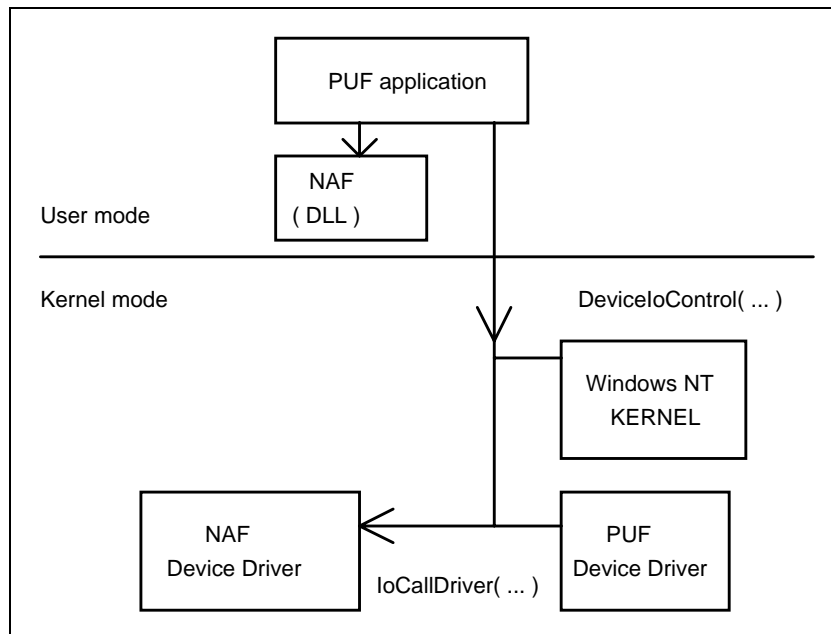 PUF application
NAF
( DLL )
User mode
Kernel mode
DeviceIoControl( ... )
Windows NT
KERNEL
NAF
Device Driver
PUF
Device Driver
IoCallDriver( ... )